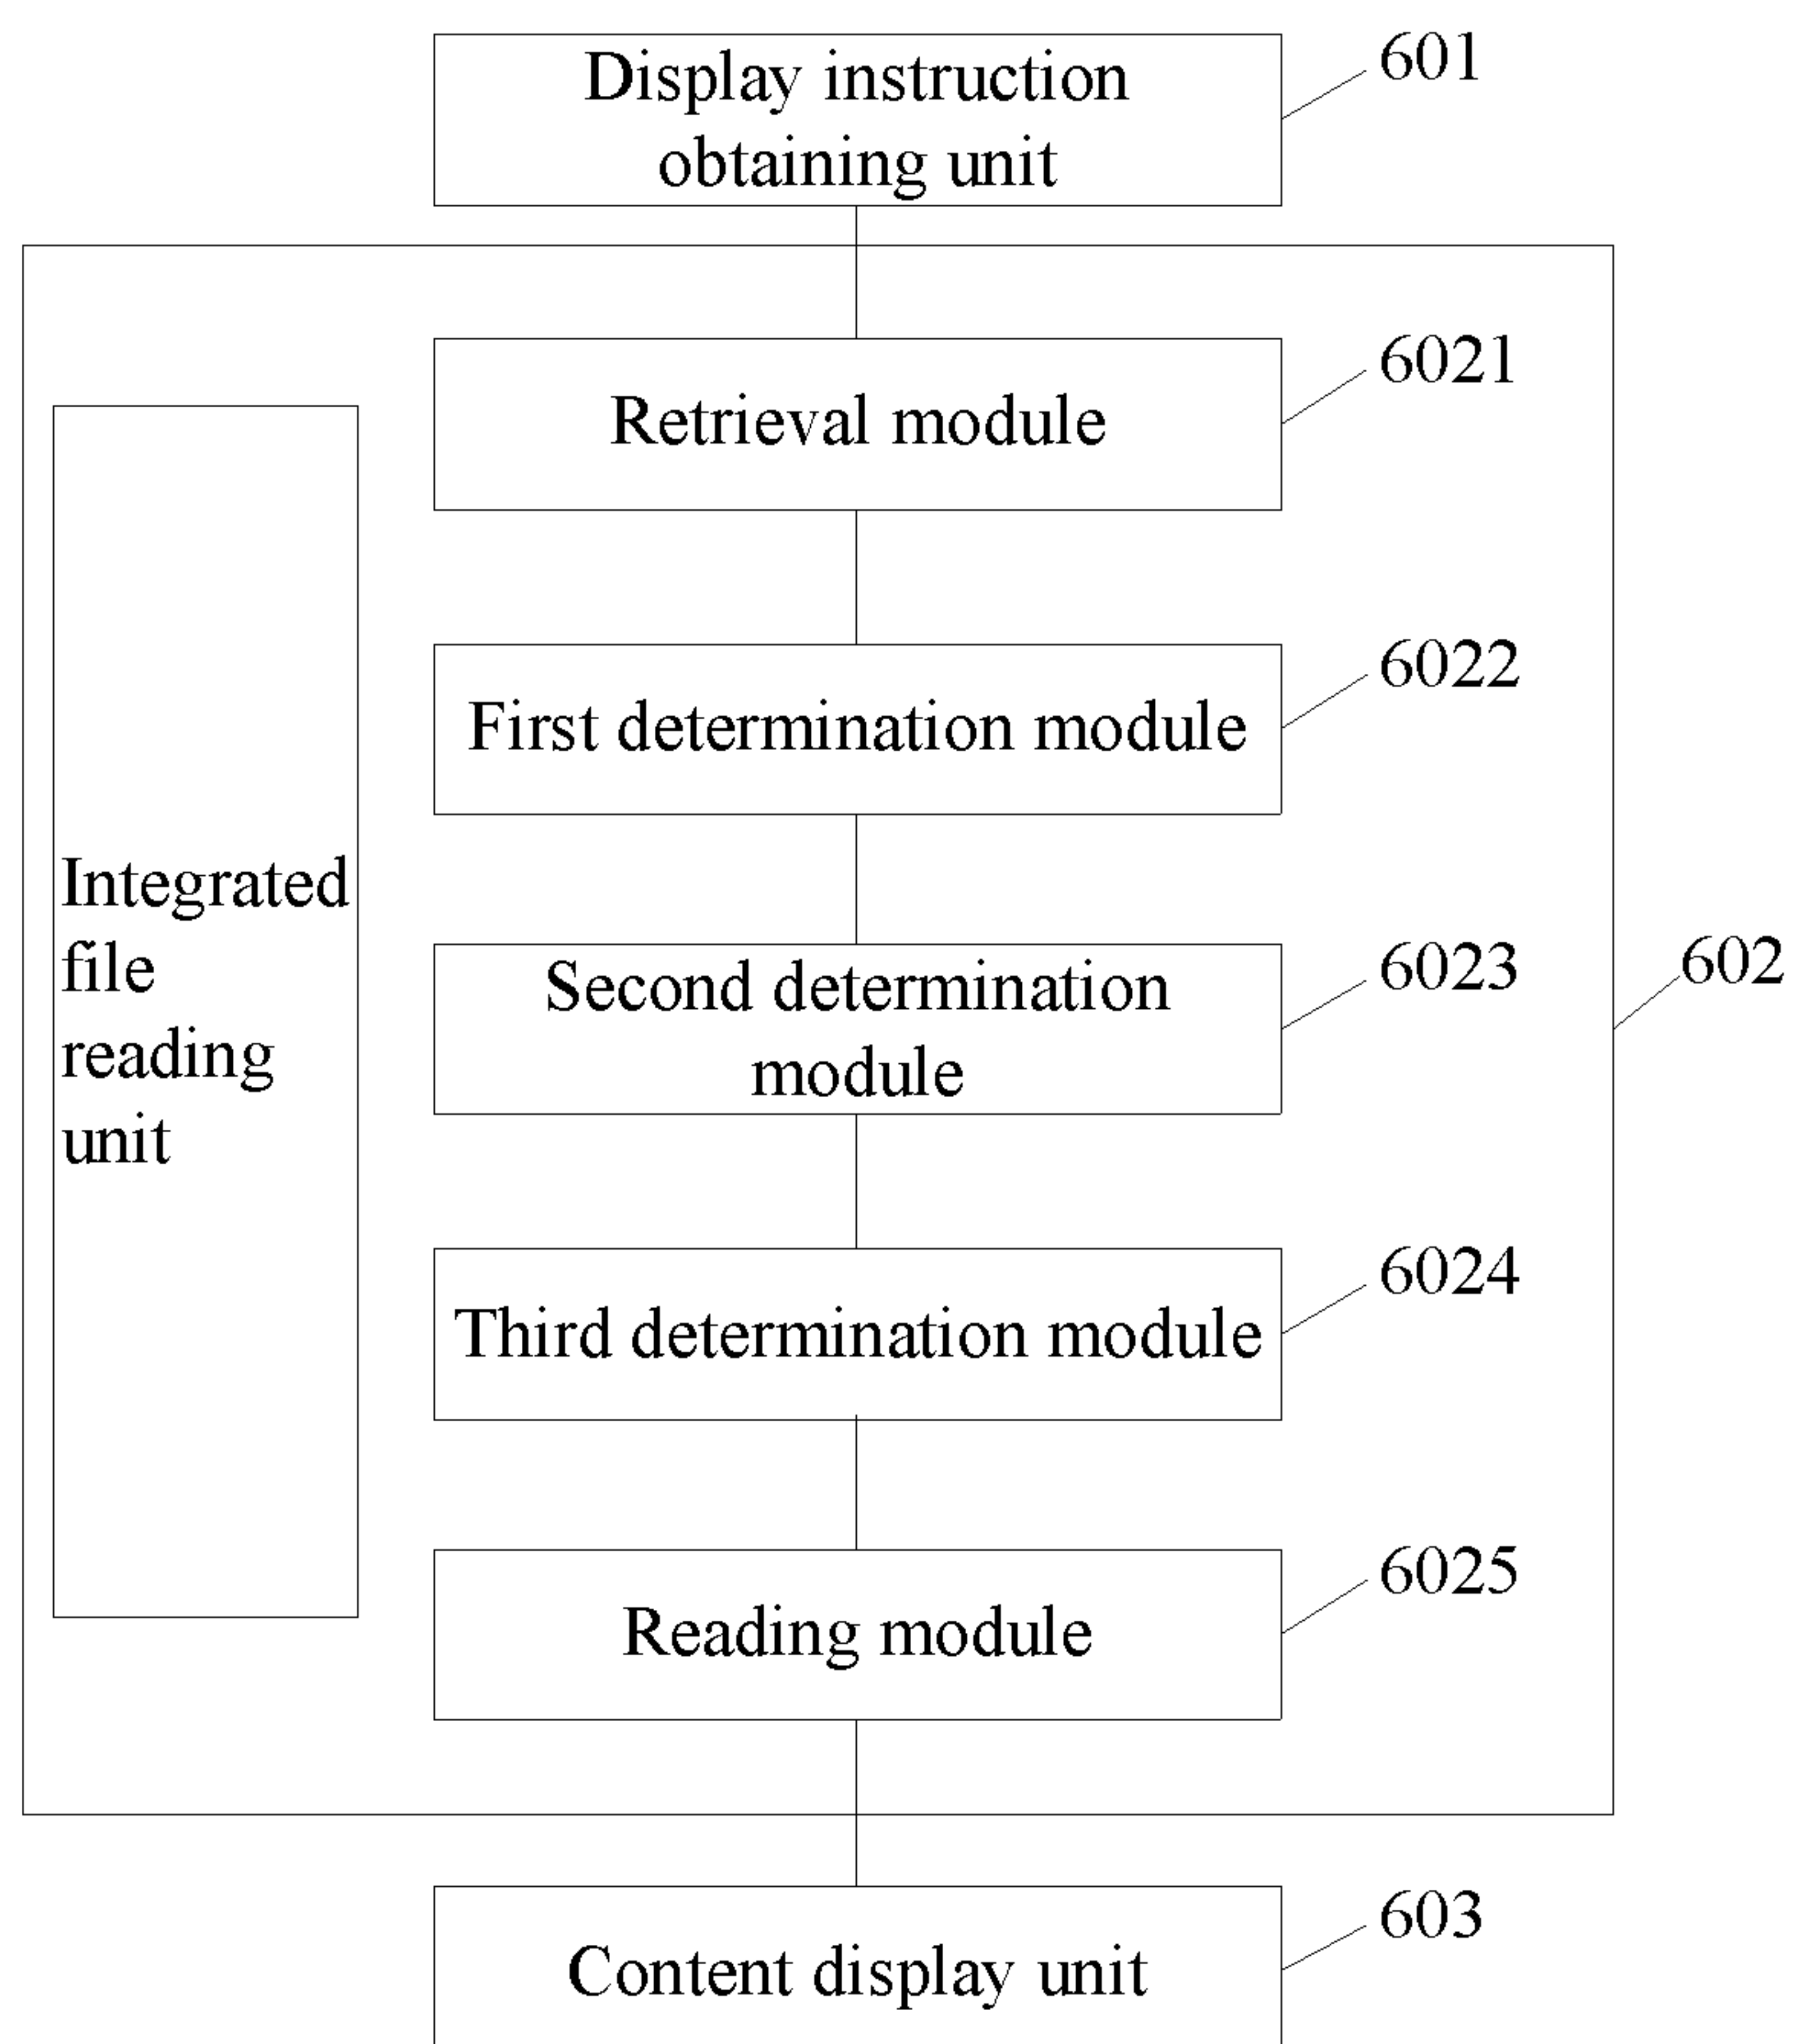 Display instruction
obtaining unit
601
Retrieval module
6021
First determination module
6022
Integrated
file
reading
unit
Second determination
module
6023
602
Third determination module
6024
Reading module
6025
Content display unit
603